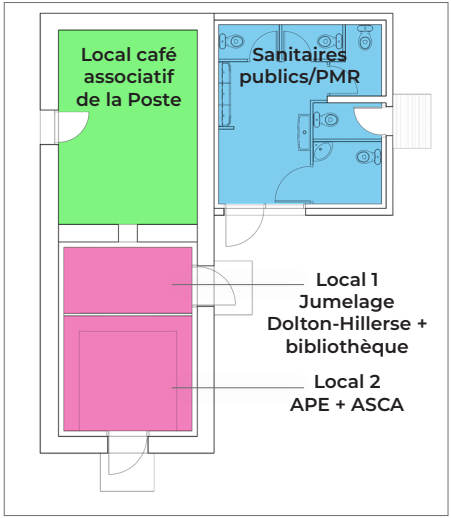 Local café
associatif
de la Poste
Sanitaires
publics/PMR
Local 1
Jumelage
Dolton-Hillerse +
bibliothèque
Local 2
APE + ASCA